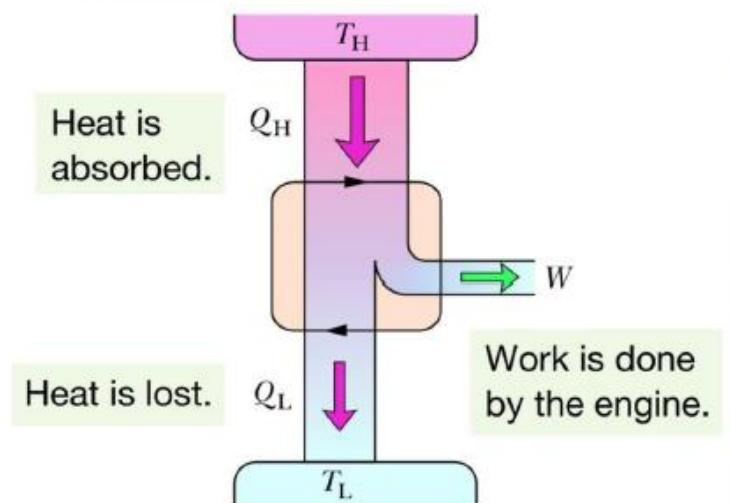 T_H
Heat is
absorbed.
Q_H
W
Work is done
by the engine.
Heat is lost.
Q_L
T_L